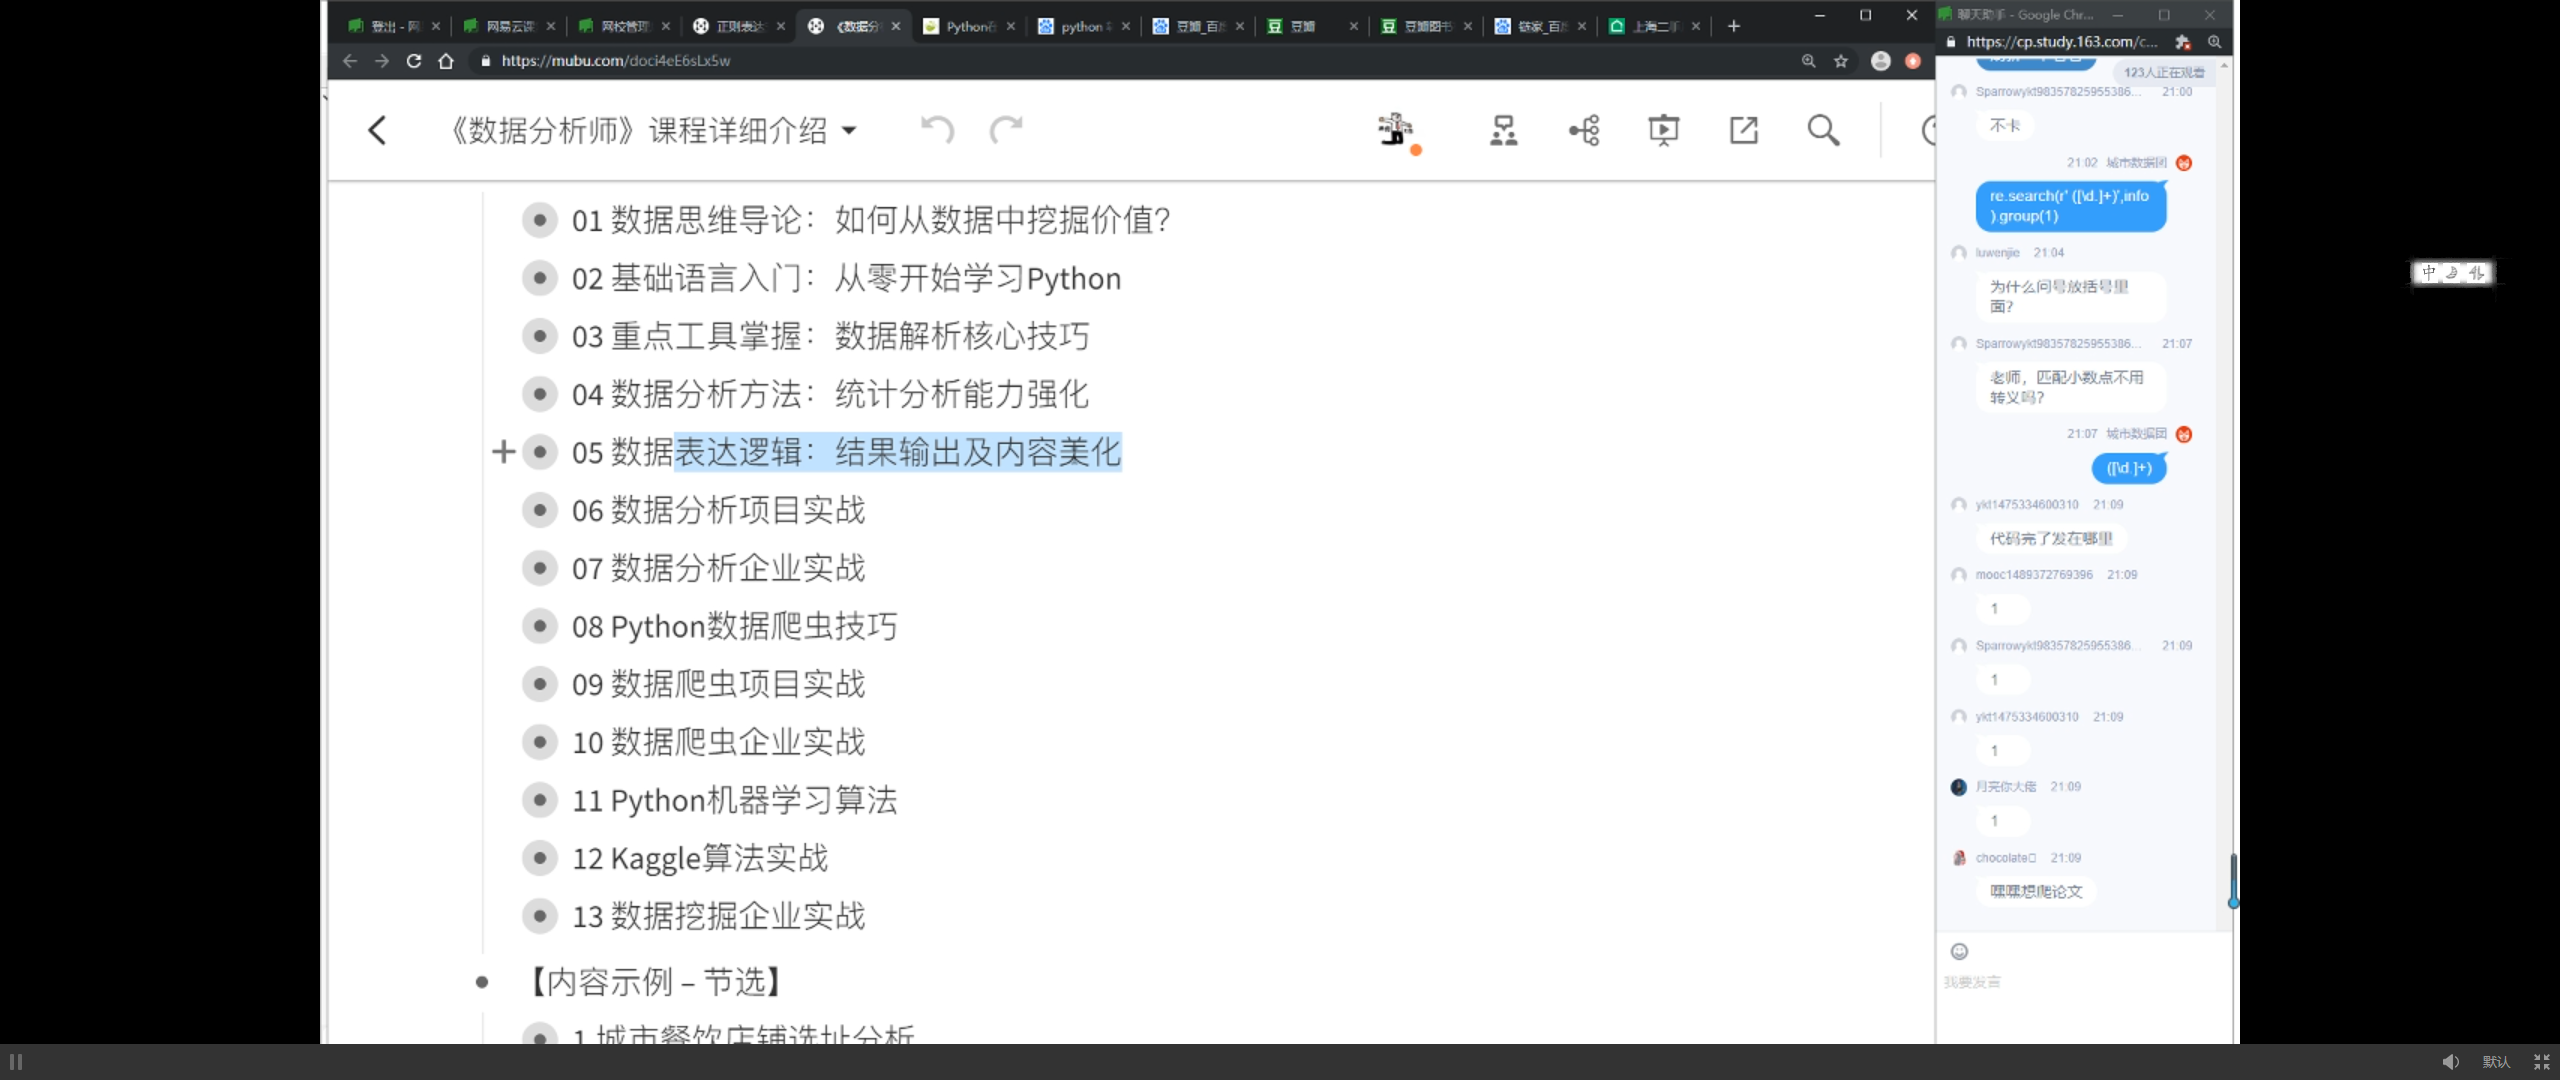 登出 - 网
网易云课
网校管理
正则表达
《数据分
Python在
python
豆瓣_百度
豆瓣
豆瓣图书
链家_百度
上海二手
聊天助手 - Google Chr...
https://mubu.com/doci4eE6sLx5w
https://cp.study.163.com/c...
《数据分析师》课程详细介绍
01 数据思维导论：如何从数据中挖掘价值?
02 基础语言入门：从零开始学习Python
03 重点工具掌握：数据解析核心技巧
04 数据分析方法：统计分析能力强化
05 数据表达逻辑：结果输出及内容美化
06 数据分析项目实战
07 数据分析企业实战
08 Python数据爬虫技巧
09 数据爬虫项目实战
10 数据爬虫企业实战
11 Python机器学习算法
12 Kaggle算法实战
13 数据挖掘企业实战
【内容示例 – 节选】
1 城市餐饮店铺选址分析
123人正在观看
Sparrowykt98357825955386... 21:00
不卡
21:02 城市数据团
re.search(r' ([\d.]+)',info
).group(1)
luwenjie 21:04
为什么问号放括号里
面?
Sparrowykt98357825955386... 21:07
老师，匹配小数点不用
转义吗?
21:07 城市数据团
([\d.]+)
ykt1475334600310 21:09
代码完了发在哪里
mooc1489372769396 21:09
1
Sparrowykt98357825955386... 21:09
1
ykt1475334600310 21:09
1
月亮你大佬 21:09
1
chocolate 21:09
嘿嘿想爬论文
我要发言
中
默认